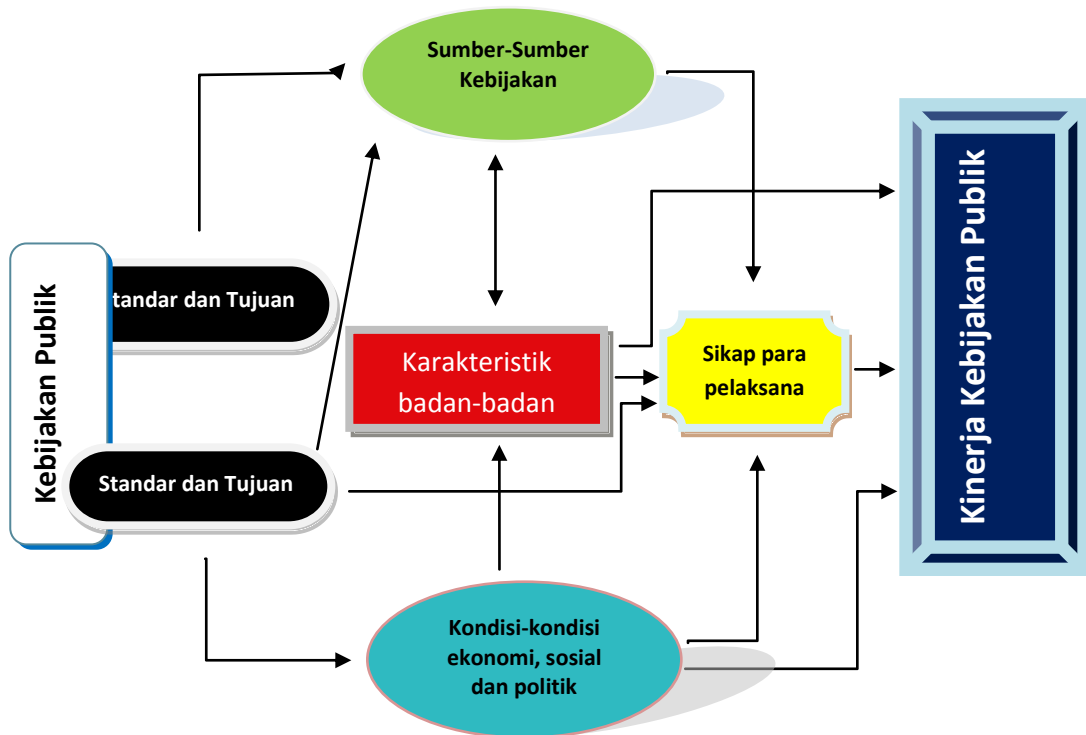 Sumber-Sumber
Kebijakan
Kebijakan Publik
tandar dan Tujuan
Karakteristik
badan-badan
Sikap para
pelaksana
Kinerja Kebijakan Publik
Standar dan Tujuan
Kondisi-kondisi
ekonomi, sosial
dan politik